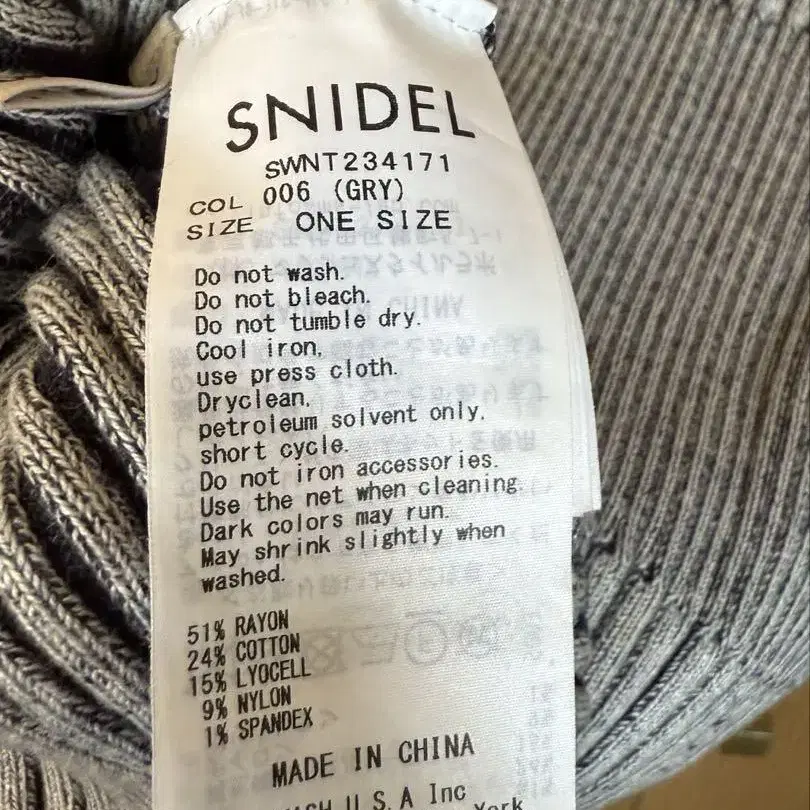 SNIDEL
SWNT234171
COL 006 (GRY)
SIZE ONE SIZE
Do not wash.
Do not bleach.
Do not tumble dry.
Cool iron,
use press cloth.
Dryclean,
petroleum solvent only,
short cycle.
Do not iron accessories.
Use the net when cleaning.
Dark colors may run.
May shrink slightly when
washed.
51% RAYON
24% COTTON
15% LYOCELL
9% NYLON
1% SPANDEX
MADE IN CHINA
U.S.A Inc
York